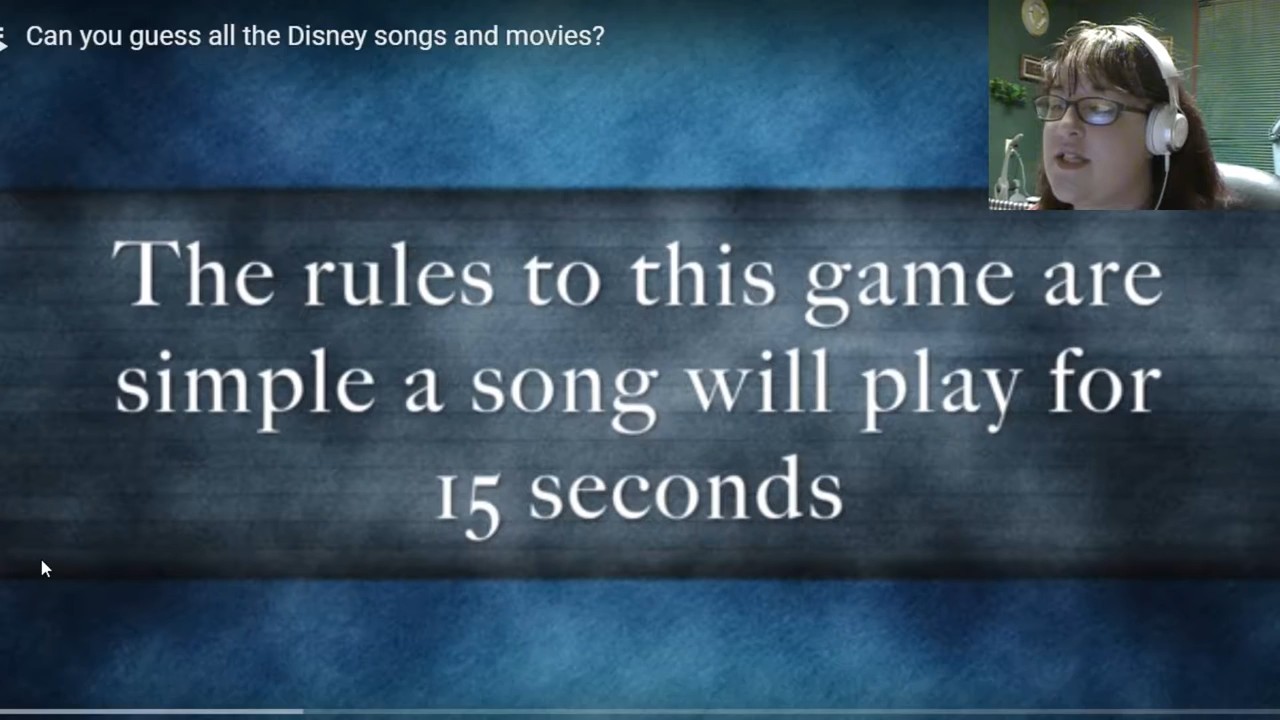 Can you guess all the Disney songs and movies?
The rules to this game are
simple a song will play for
15 seconds